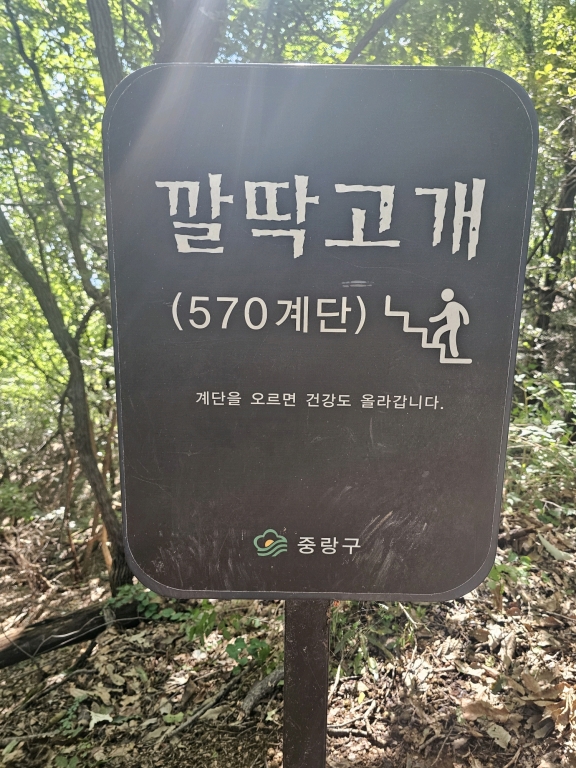 깔딱고개
(570계단)
계단을 오르면 건강도 올라갑니다.
중랑구